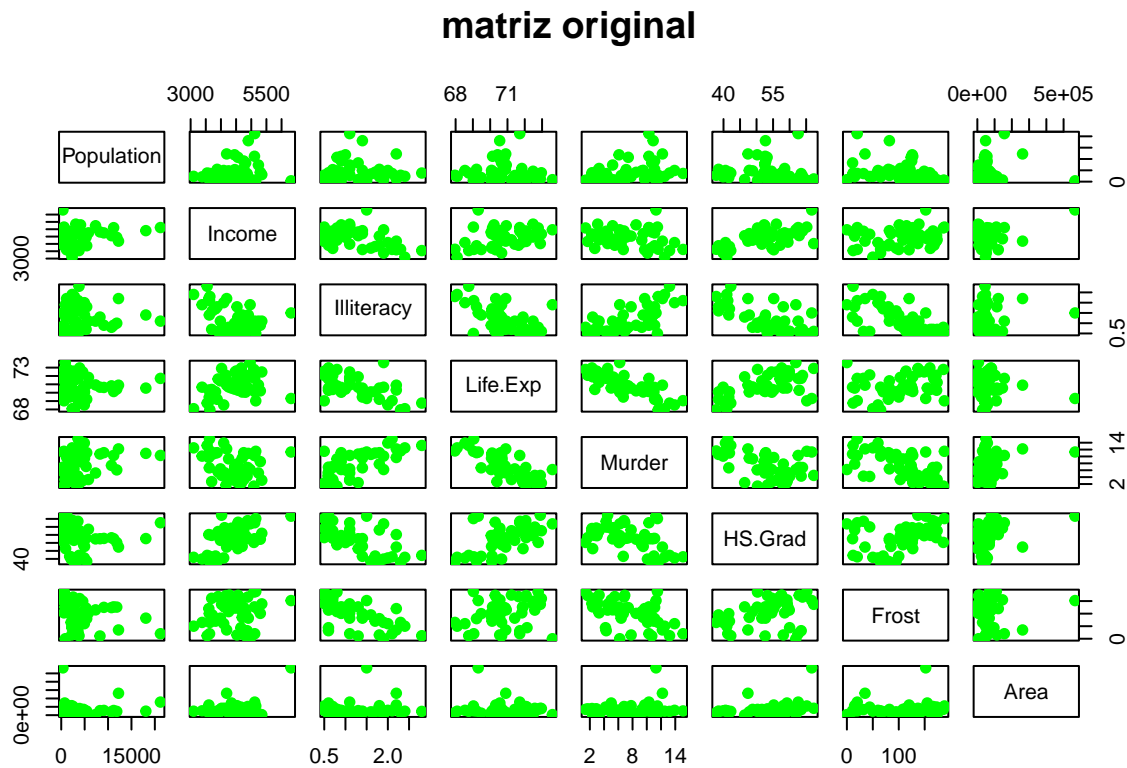 matriz original
3000 5500 68 71 40 55 0e+00 5e+05
Population 0
3000 Income
Illiteracy 0.5
68 73 Life.Exp
Murder 2 14
40 HS.Grad
Frost 0
0e+00 Area
0 15000 0.5 2.0 2 8 14 0 100